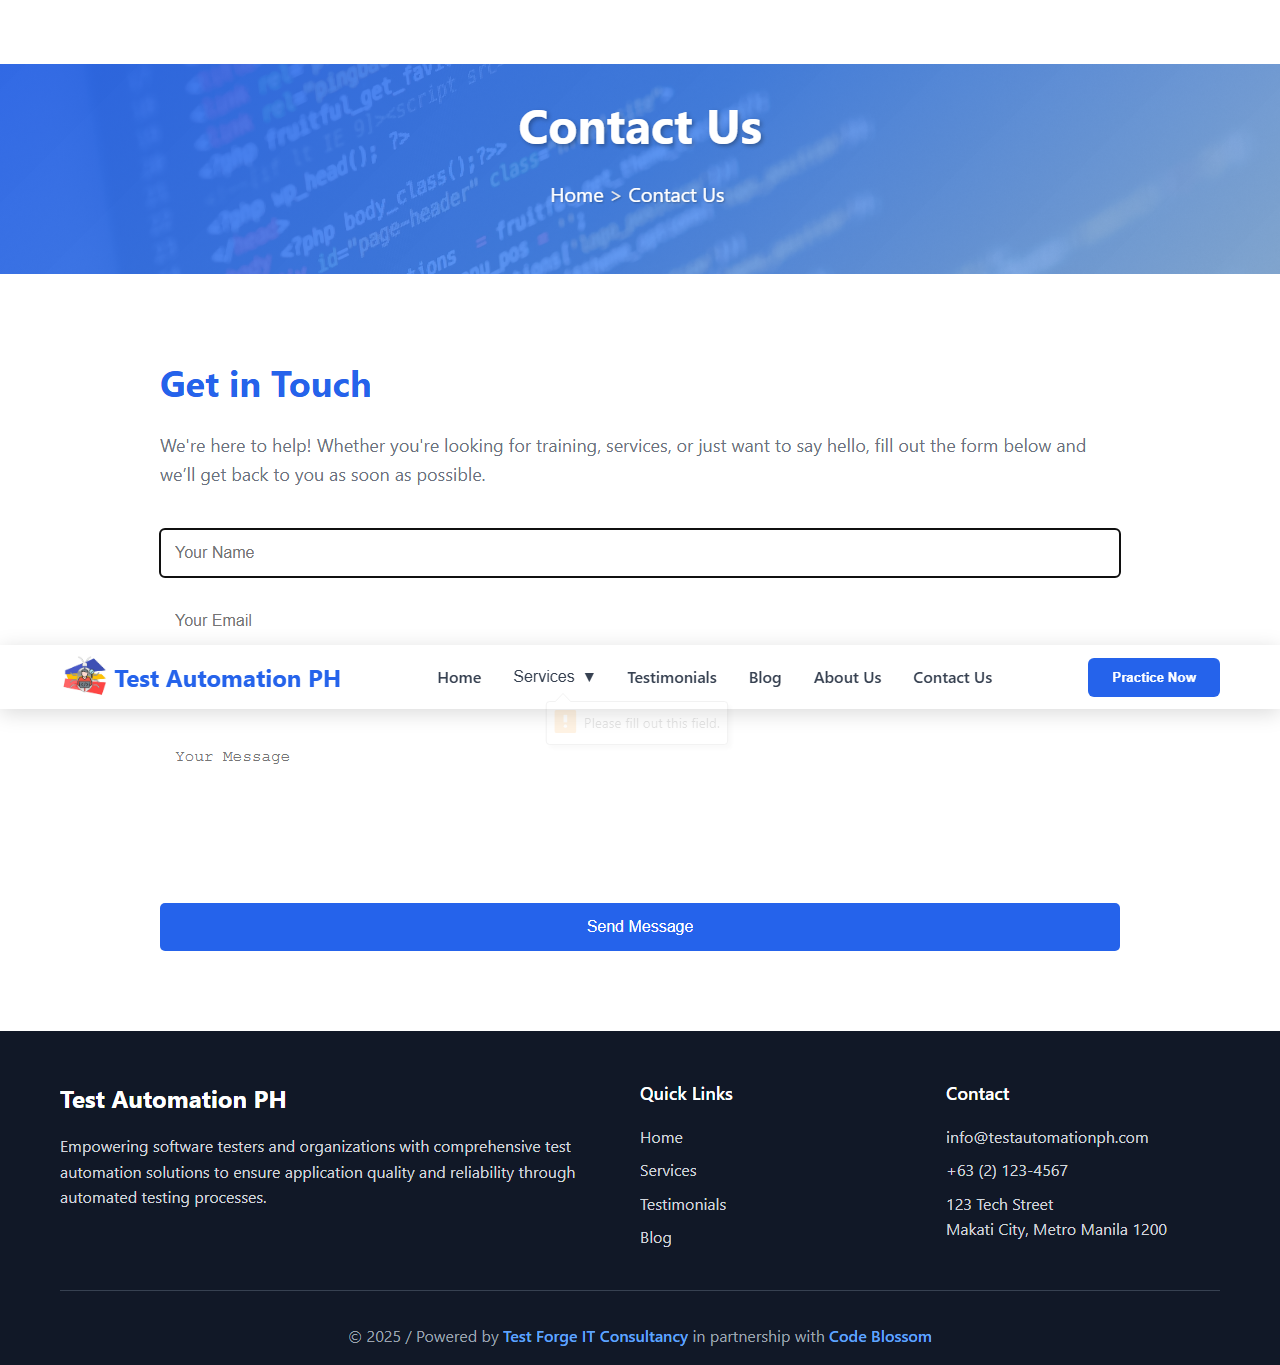 Contact Us
Home > Contact Us
Get in Touch
We're here to help! Whether you're looking for training, services, or just want to say hello, fill out the form below and
we’ll get back to you as soon as possible.
Your Name
Your Email
Test Automation PH
Home
Services ▼
Testimonials
Blog
About Us
Contact Us
Practice Now
! Please fill out this field.
Your Message
Send Message
Test Automation PH
Empowering software testers and organizations with comprehensive test
automation solutions to ensure application quality and reliability through
automated testing processes.
Quick Links
Home
Services
Testimonials
Blog
Contact
info@testautomationph.com
+63 (2) 123-4567
123 Tech Street
Makati City, Metro Manila 1200
© 2025 / Powered by Test Forge IT Consultancy in partnership with Code Blossom